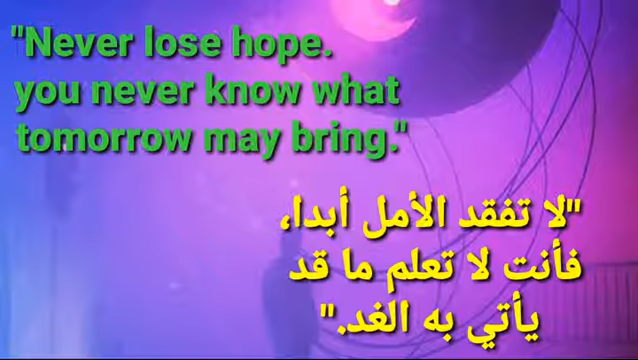 "Never lose hope.
you never know what
tomorrow may bring."
"لا تفقد الأمل أبدا،
فأنت لا تعلم ما قد
يأتي به الغد."